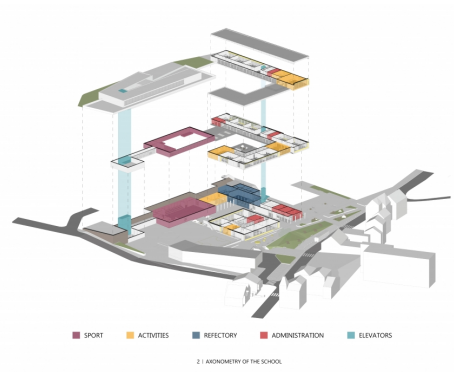 SPORT ACTIVITIES REFECTORY ADMINISTRATION ELEVATORS
2 | AXONOMETRY OF THE SCHOOL